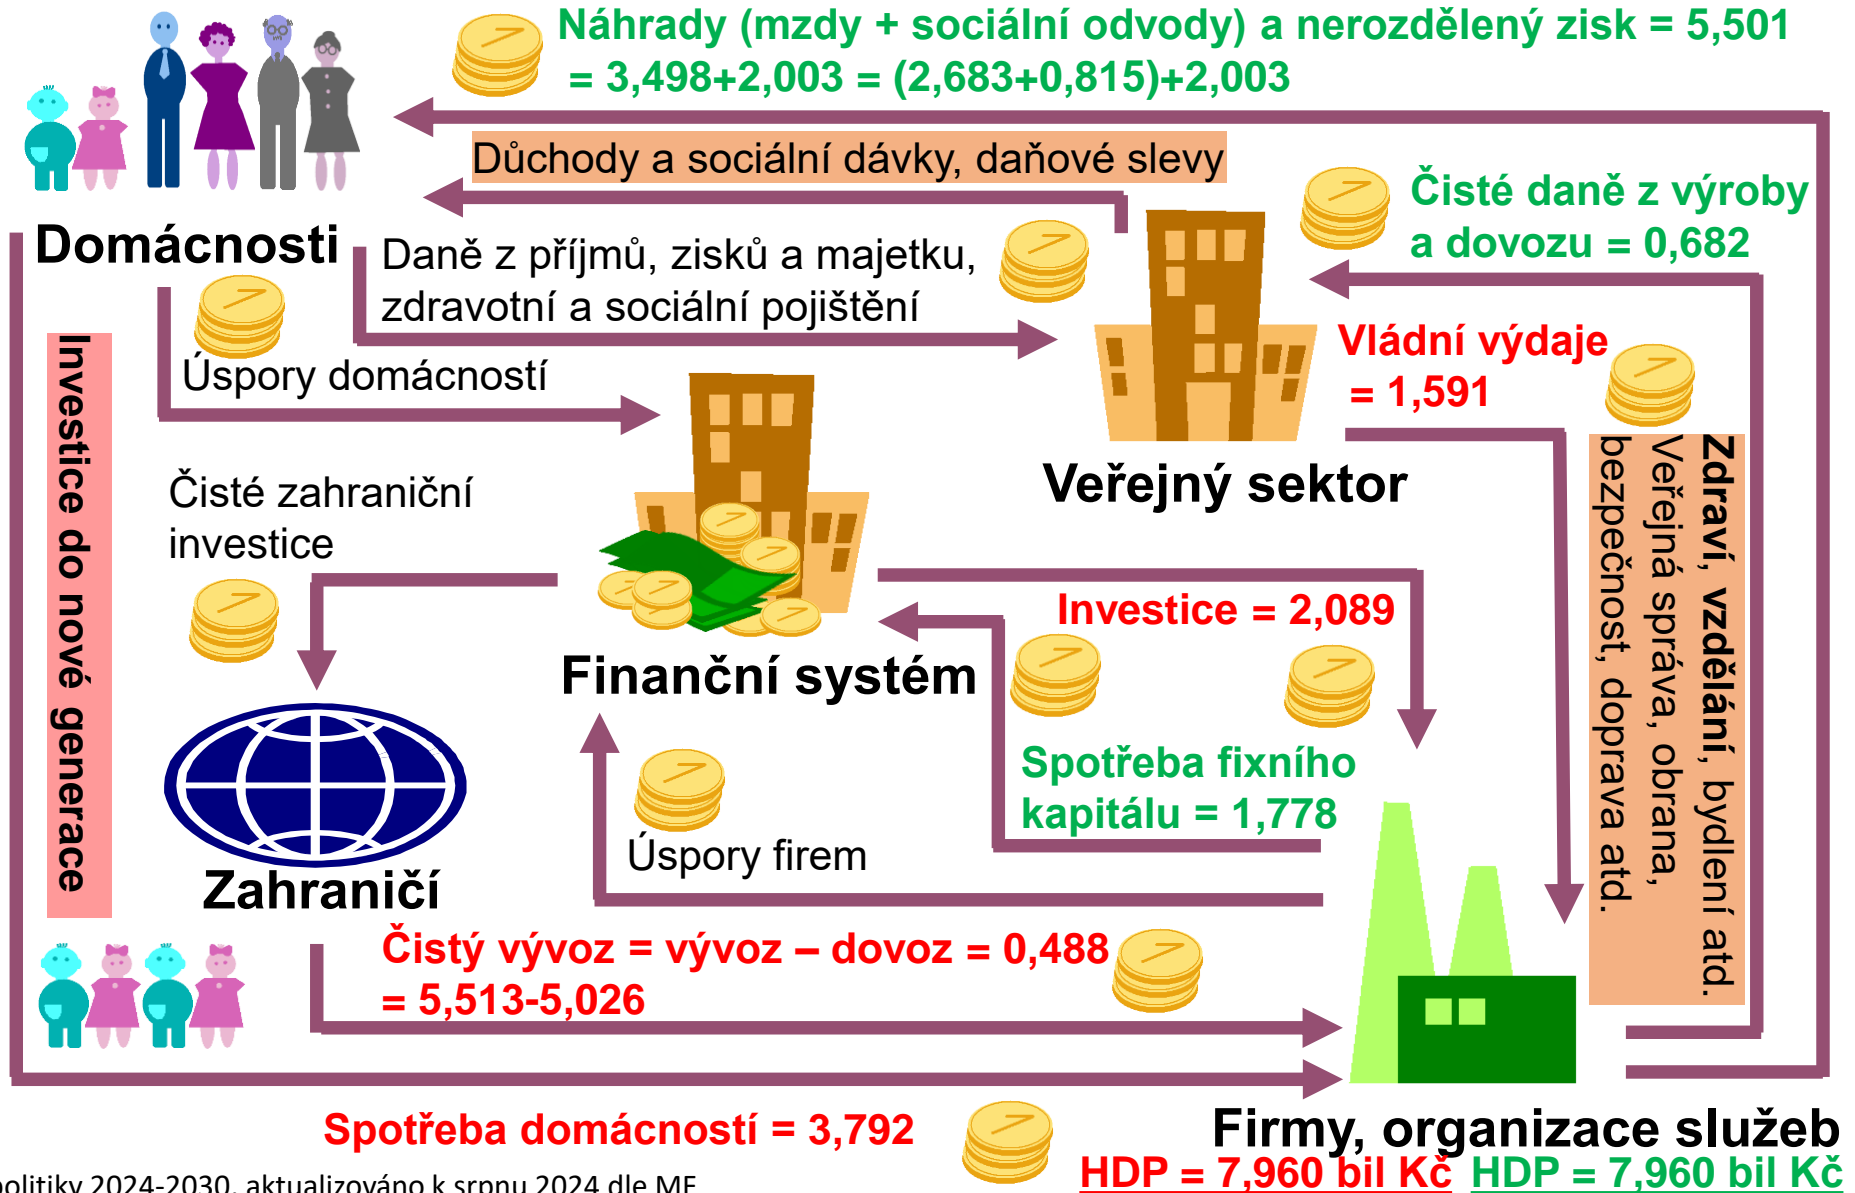 Náhrady (mzdy + sociální odvody) a nerozdělený zisk = 5,501
= 3,498+2,003 = (2,683+0,815)+2,003
Důchody a sociální dávky, daňové slevy
Čisté daně z výroby
a dovozu = 0,682
Domácnosti
Daně z příjmů, zisků a majetku,
zdravotní a sociální pojištění
Vládní výdaje
= 1,591
Úspory domácností
Investice do nové generace
Veřejný sektor
Zdraví, vzdělání, bydlení atd.
Veřejná správa, obrana,
bezpečnost, doprava atd.
Čisté zahraniční
investice
Investice = 2,089
Finanční systém
Spotřeba fixního
kapitálu = 1,778
Úspory firem
Zahraničí
Čistý vývoz = vývoz – dovoz = 0,488
= 5,513-5,026
Spotřeba domácností = 3,792
Firmy, organizace služeb
HDP = 7,960 bil Kč HDP = 7,960 bil Kč
politiky 2024-2030, aktualizováno k srpnu 2024 dle MF